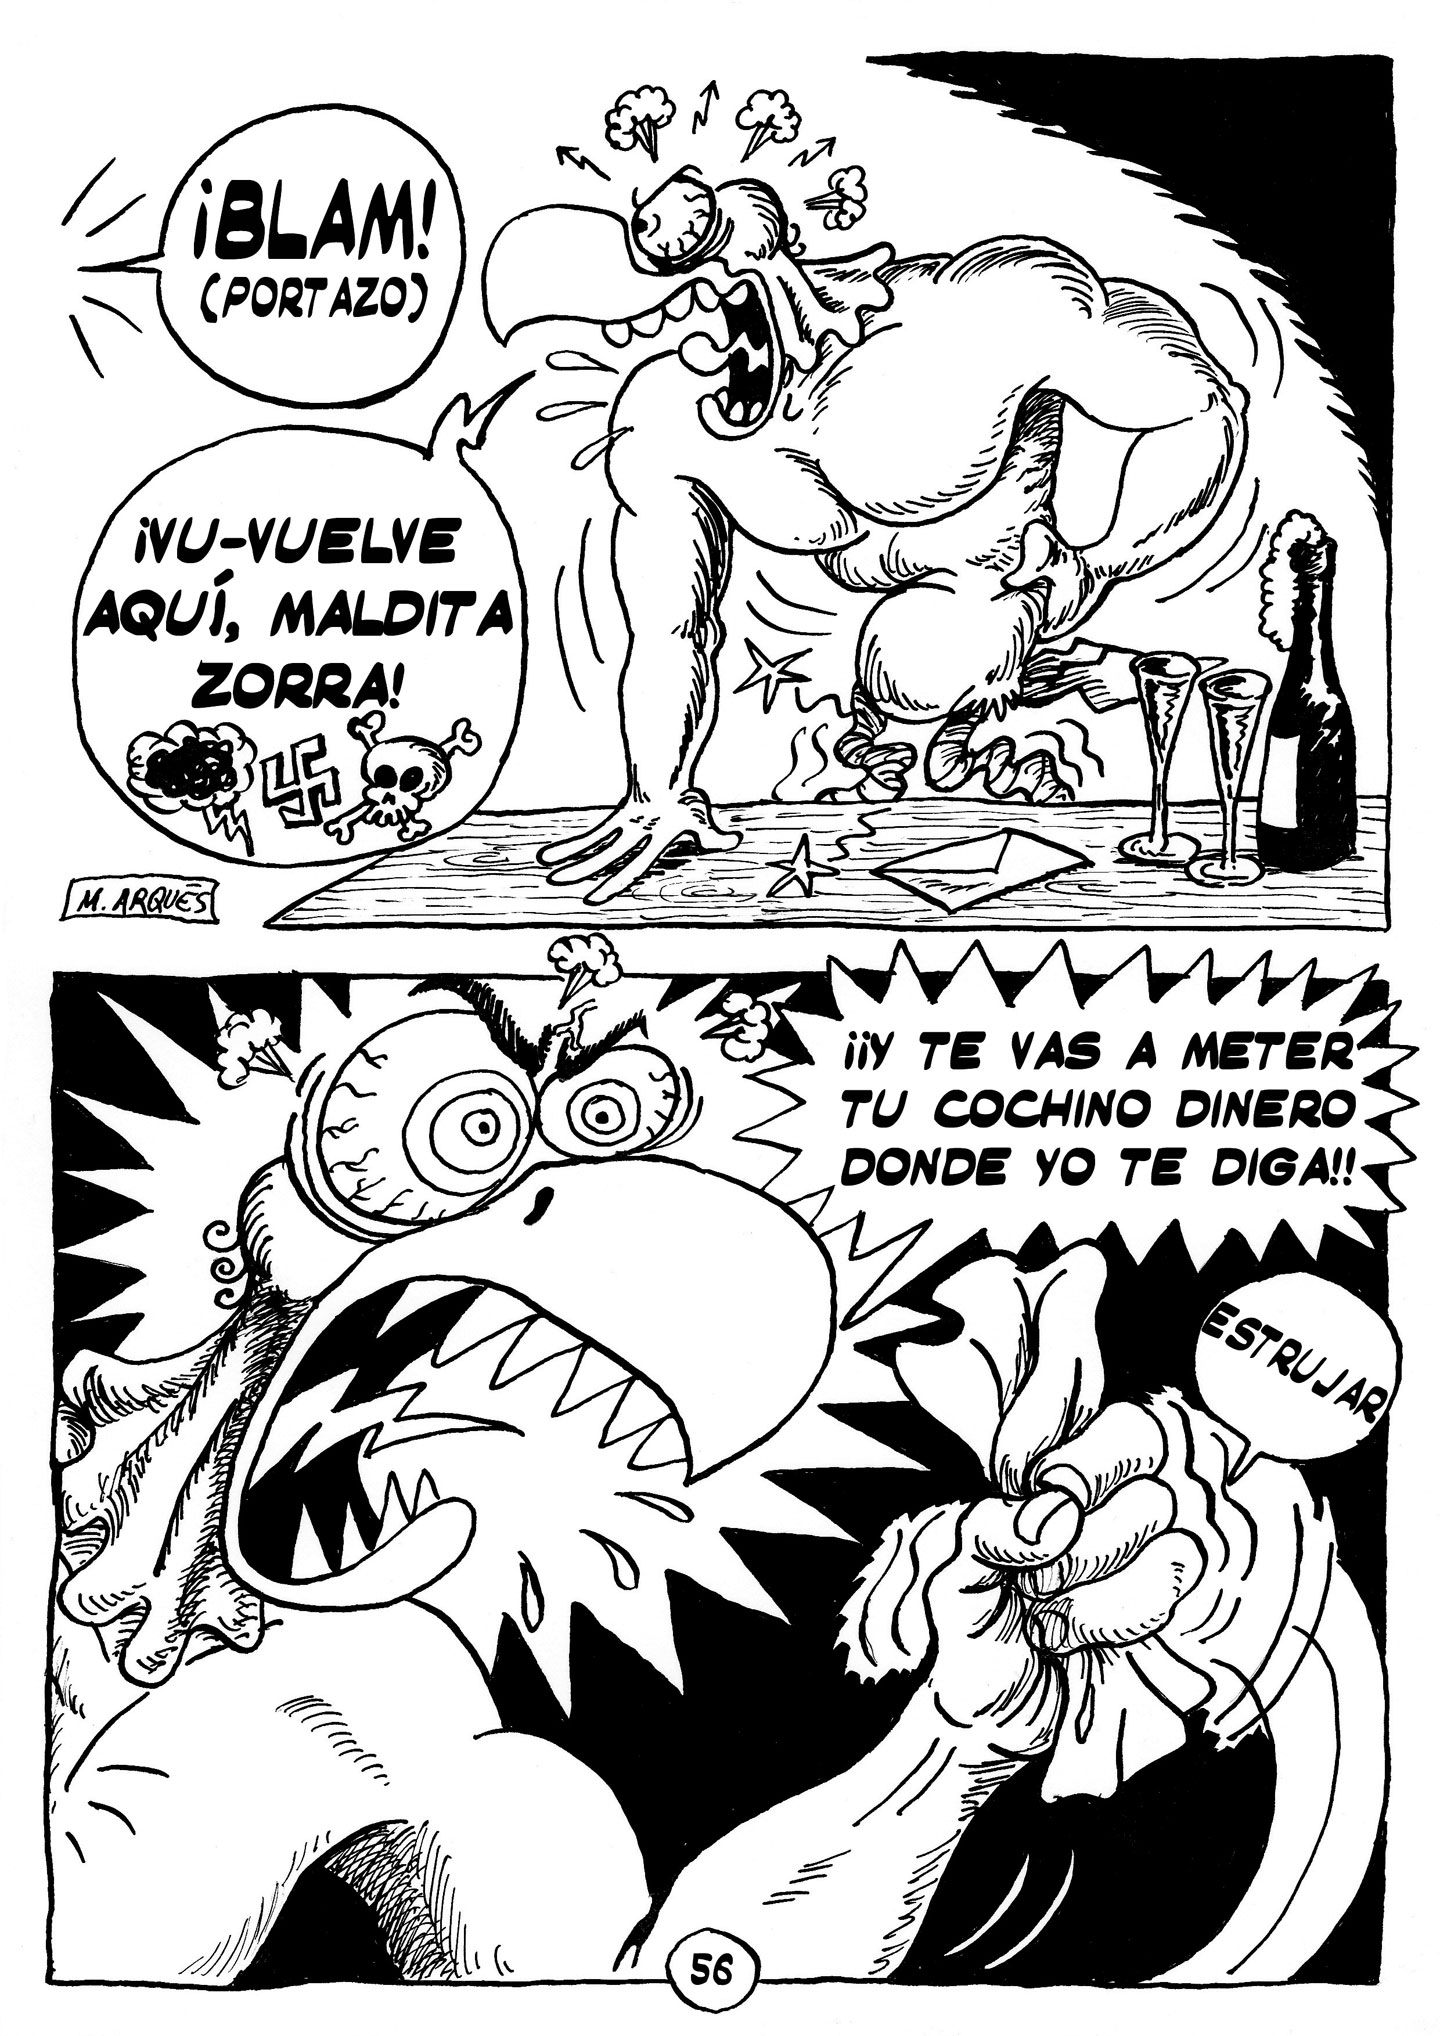 ¡BLAM!
(PORTAZO)
¡VU-VUELVE
AQUÍ, MALDITA
ZORRA!
M. ARQUÉS
¡¡Y TE VAS A METER
TU COCHINO DINERO
DONDE YO TE DIGA!!
ESTRUJAR
56